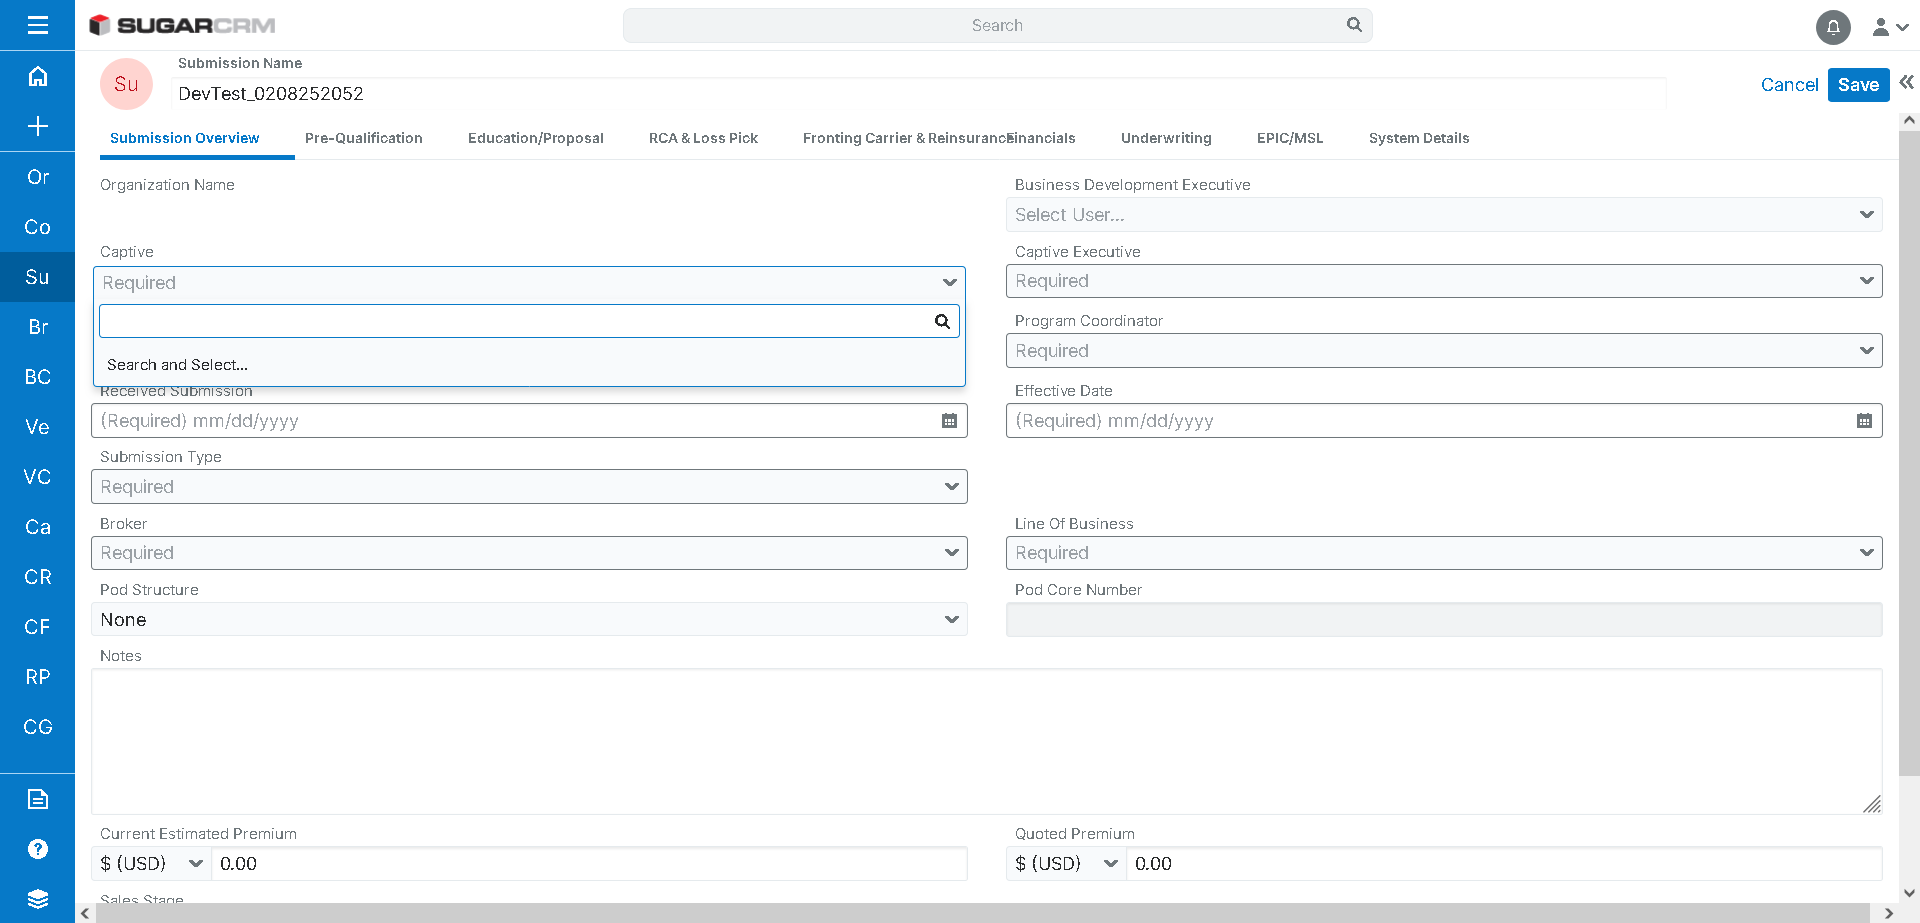 SUGARCRM
Search
Su
Submission Name
DevTest_0208252052
Cancel
Save
Submission Overview
Pre-Qualification
Education/Proposal
RCA & Loss Pick
Fronting Carrier & Reinsurance
Financials
Underwriting
EPIC/MSL
System Details
Or
Co
Su
Br
BC
Ve
VC
Ca
CR
CF
RP
CG
Organization Name
Business Development Executive
Select User...
Captive
Required
Captive Executive
Required
Search and Select...
Program Coordinator
Required
Received Submission
(Required) mm/dd/yyyy
Effective Date
(Required) mm/dd/yyyy
Submission Type
Required
Broker
Required
Line Of Business
Required
Pod Structure
None
Pod Core Number
Notes
Current Estimated Premium
$ (USD)
0.00
Quoted Premium
$ (USD)
0.00
Sales Stage